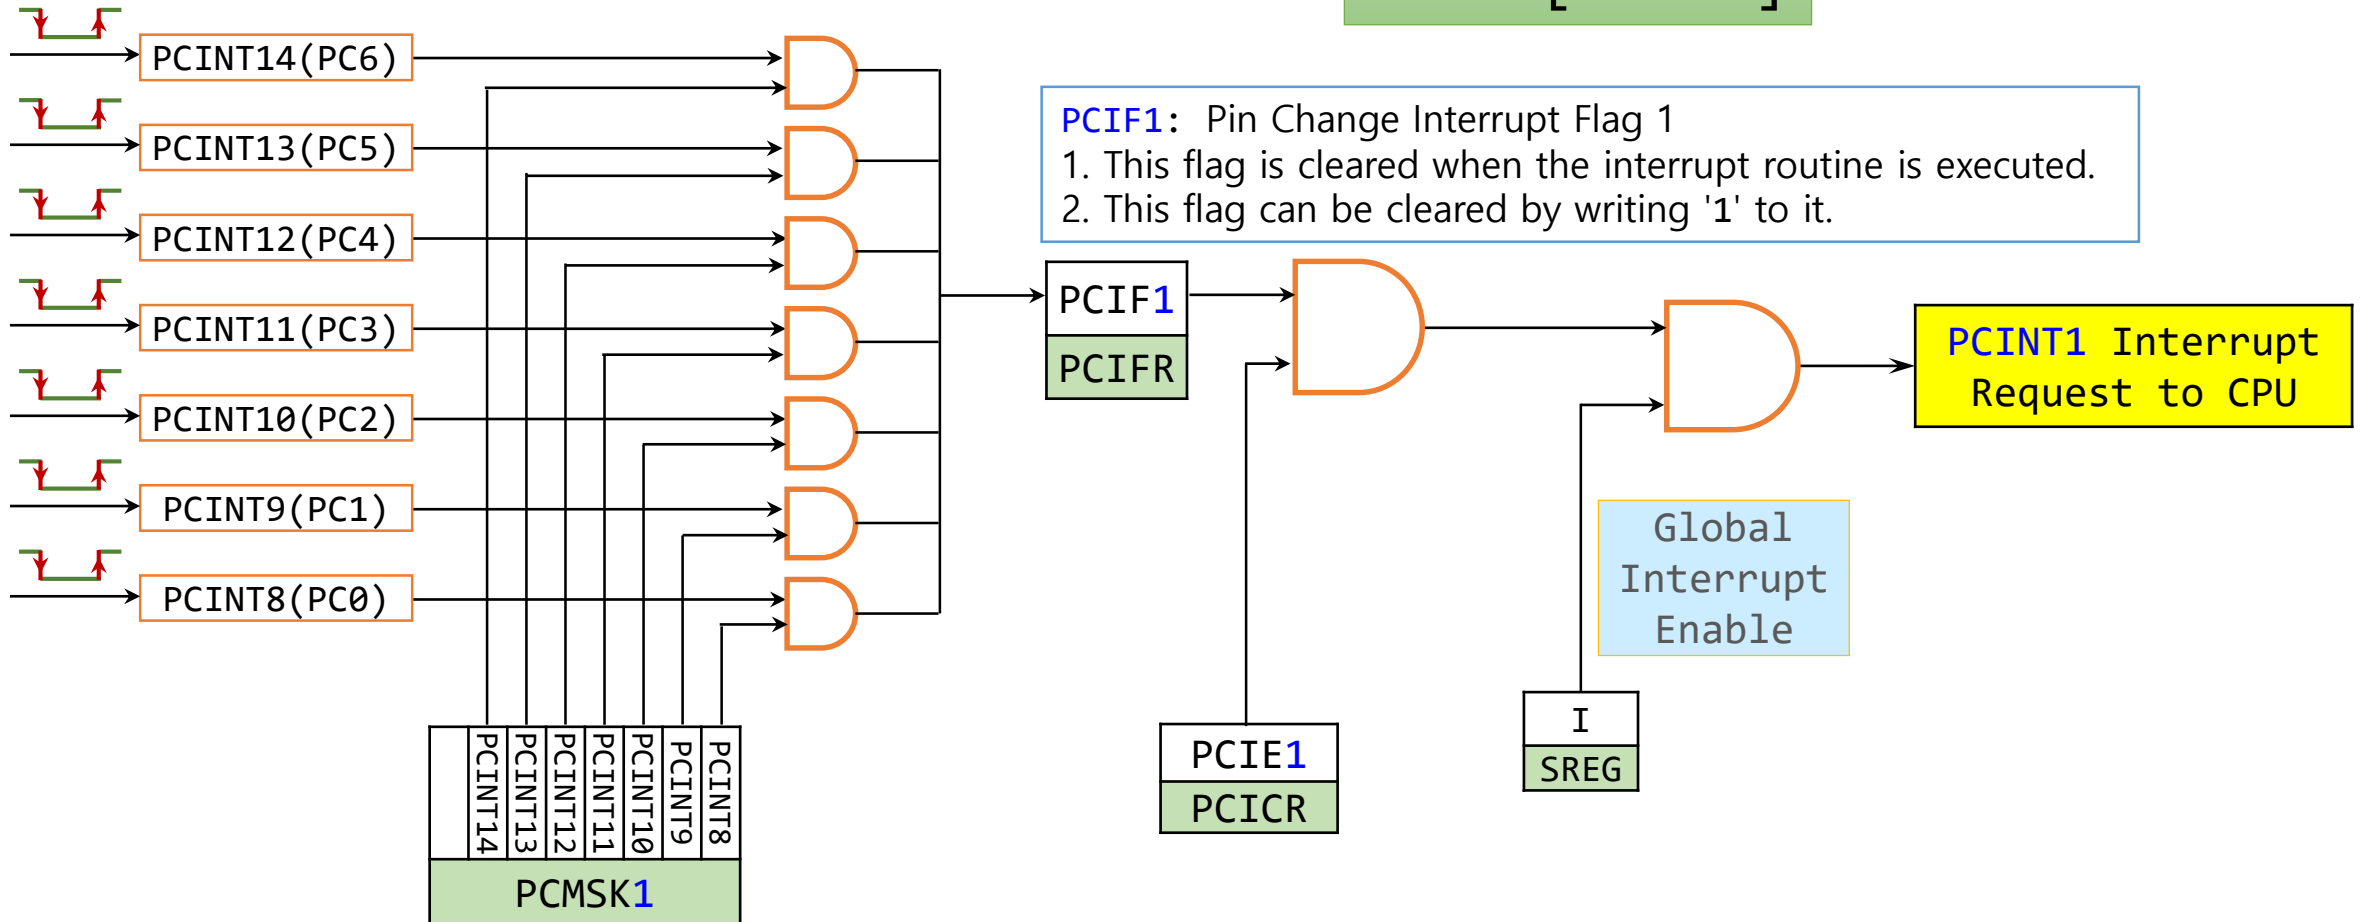 PCINT14(PC6)
PCINT13(PC5)
PCINT12(PC4)
PCINT11(PC3)
PCINT10(PC2)
PCINT9(PC1)
PCINT8(PC0)
PCINT14
PCINT13
PCINT12
PCINT11
PCINT10
PCINT9
PCINT8
PCMSK1
PCIF1: Pin Change Interrupt Flag 1
1. This flag is cleared when the interrupt routine is executed.
2. This flag can be cleared by writing '1' to it.
PCIF1
PCIFR
PCIE1
PCICR
Global
Interrupt
Enable
I
SREG
PCINT1 Interrupt
Request to CPU